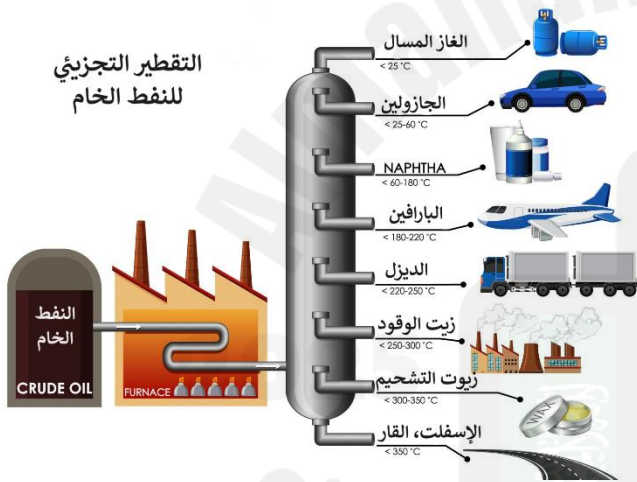 التقطير التجزيئي
للنفط الخام
الغاز المسال
< 25 °C
الجازولين
< 25-60 °C
NAPHTHA
< 60-180 °C
البارافين
< 180-220 °C
الديزل
< 220-250 °C
زيت الوقود
< 250-300 °C
زيوت التشحيم
< 300-350 °C
الإسفلت، القار
< 350 °C
النفط
الخام
CRUDE OIL
FURNACE
WAX